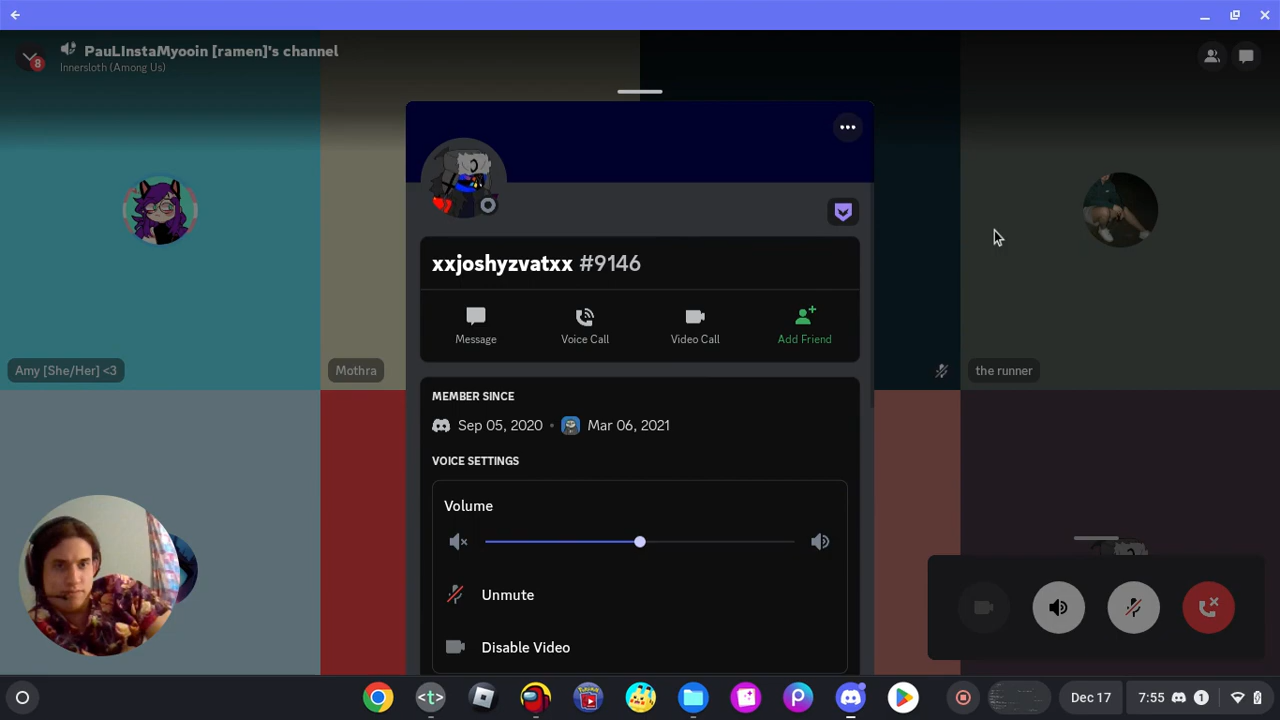 PauLInstaMyooin [ramen]'s channel
8
Innersloth (Among Us)
xxjoshyzvatxx #9146
Message
Voice Call
Video Call
Add Friend
Amy [She/Her] <3
Mothra
the runner
MEMBER SINCE
Sep 05, 2020 • Mar 06, 2021
VOICE SETTINGS
Volume
Unmute
Disable Video
<t>
Dec 17
7:55
1